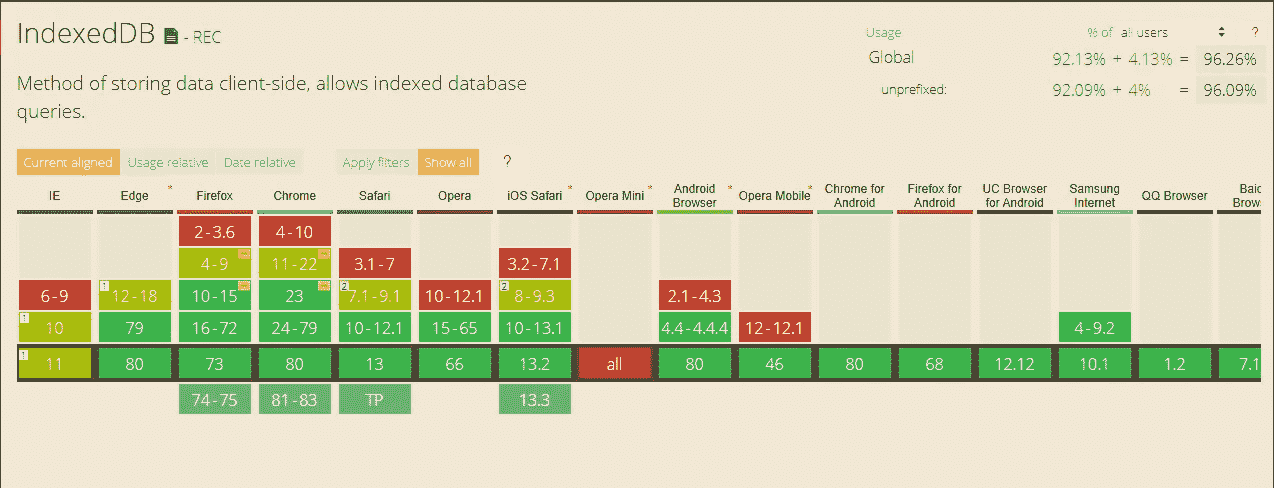 IndexedDB - REC
Usage % of all users ?
Global 92.13% + 4.13% = 96.26%
unprefixed: 92.09% + 4% = 96.09%
Method of storing data client-side, allows indexed database
queries.
Current aligned Usage relative Date relative Apply filters Show all ?
IE Edge * Firefox Chrome Safari Opera iOS Safari * Opera Mini * Android Browser * Opera Mobile * Chrome for Android Firefox for Android UC Browser for Android Samsung Internet QQ Browser
2-3.6 4-10
4-9 11-22 3.1-7 3.2-7.1
6-9 1 12-18 10-15 23 2 7.1-9.1 10-12.1 2 8-9.3 2.1-4.3
1 10 79 16-72 24-79 10-12.1 15-65 10-13.1 4.4-4.4.4 12-12.1 4-9.2
1 11 80 73 80 13 66 13.2 all 80 46 80 68 12.12 10.1 1.2 7.1
74-75 81-83 TP 13.3